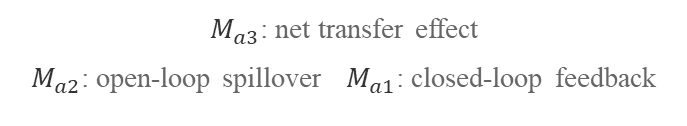 M_{a3}: net transfer effect
M_{a2}: open-loop spillover M_{a1}: closed-loop feedback